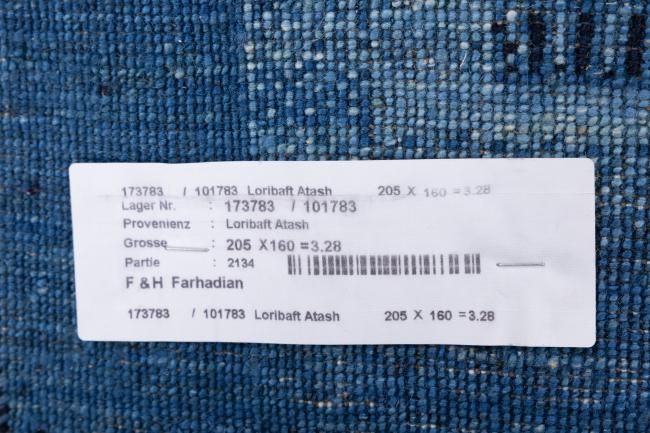 173783 / 101783 Loribaft Atash 205 X 160 = 3.28
Lager Nr. : 173783 / 101783
Provenienz : Loribaft Atash
Grosse : 205 X160 =3.28
Partie : 2134
F & H Farhadian
173783 / 101783 Loribaft Atash 205 X 160 =3.28